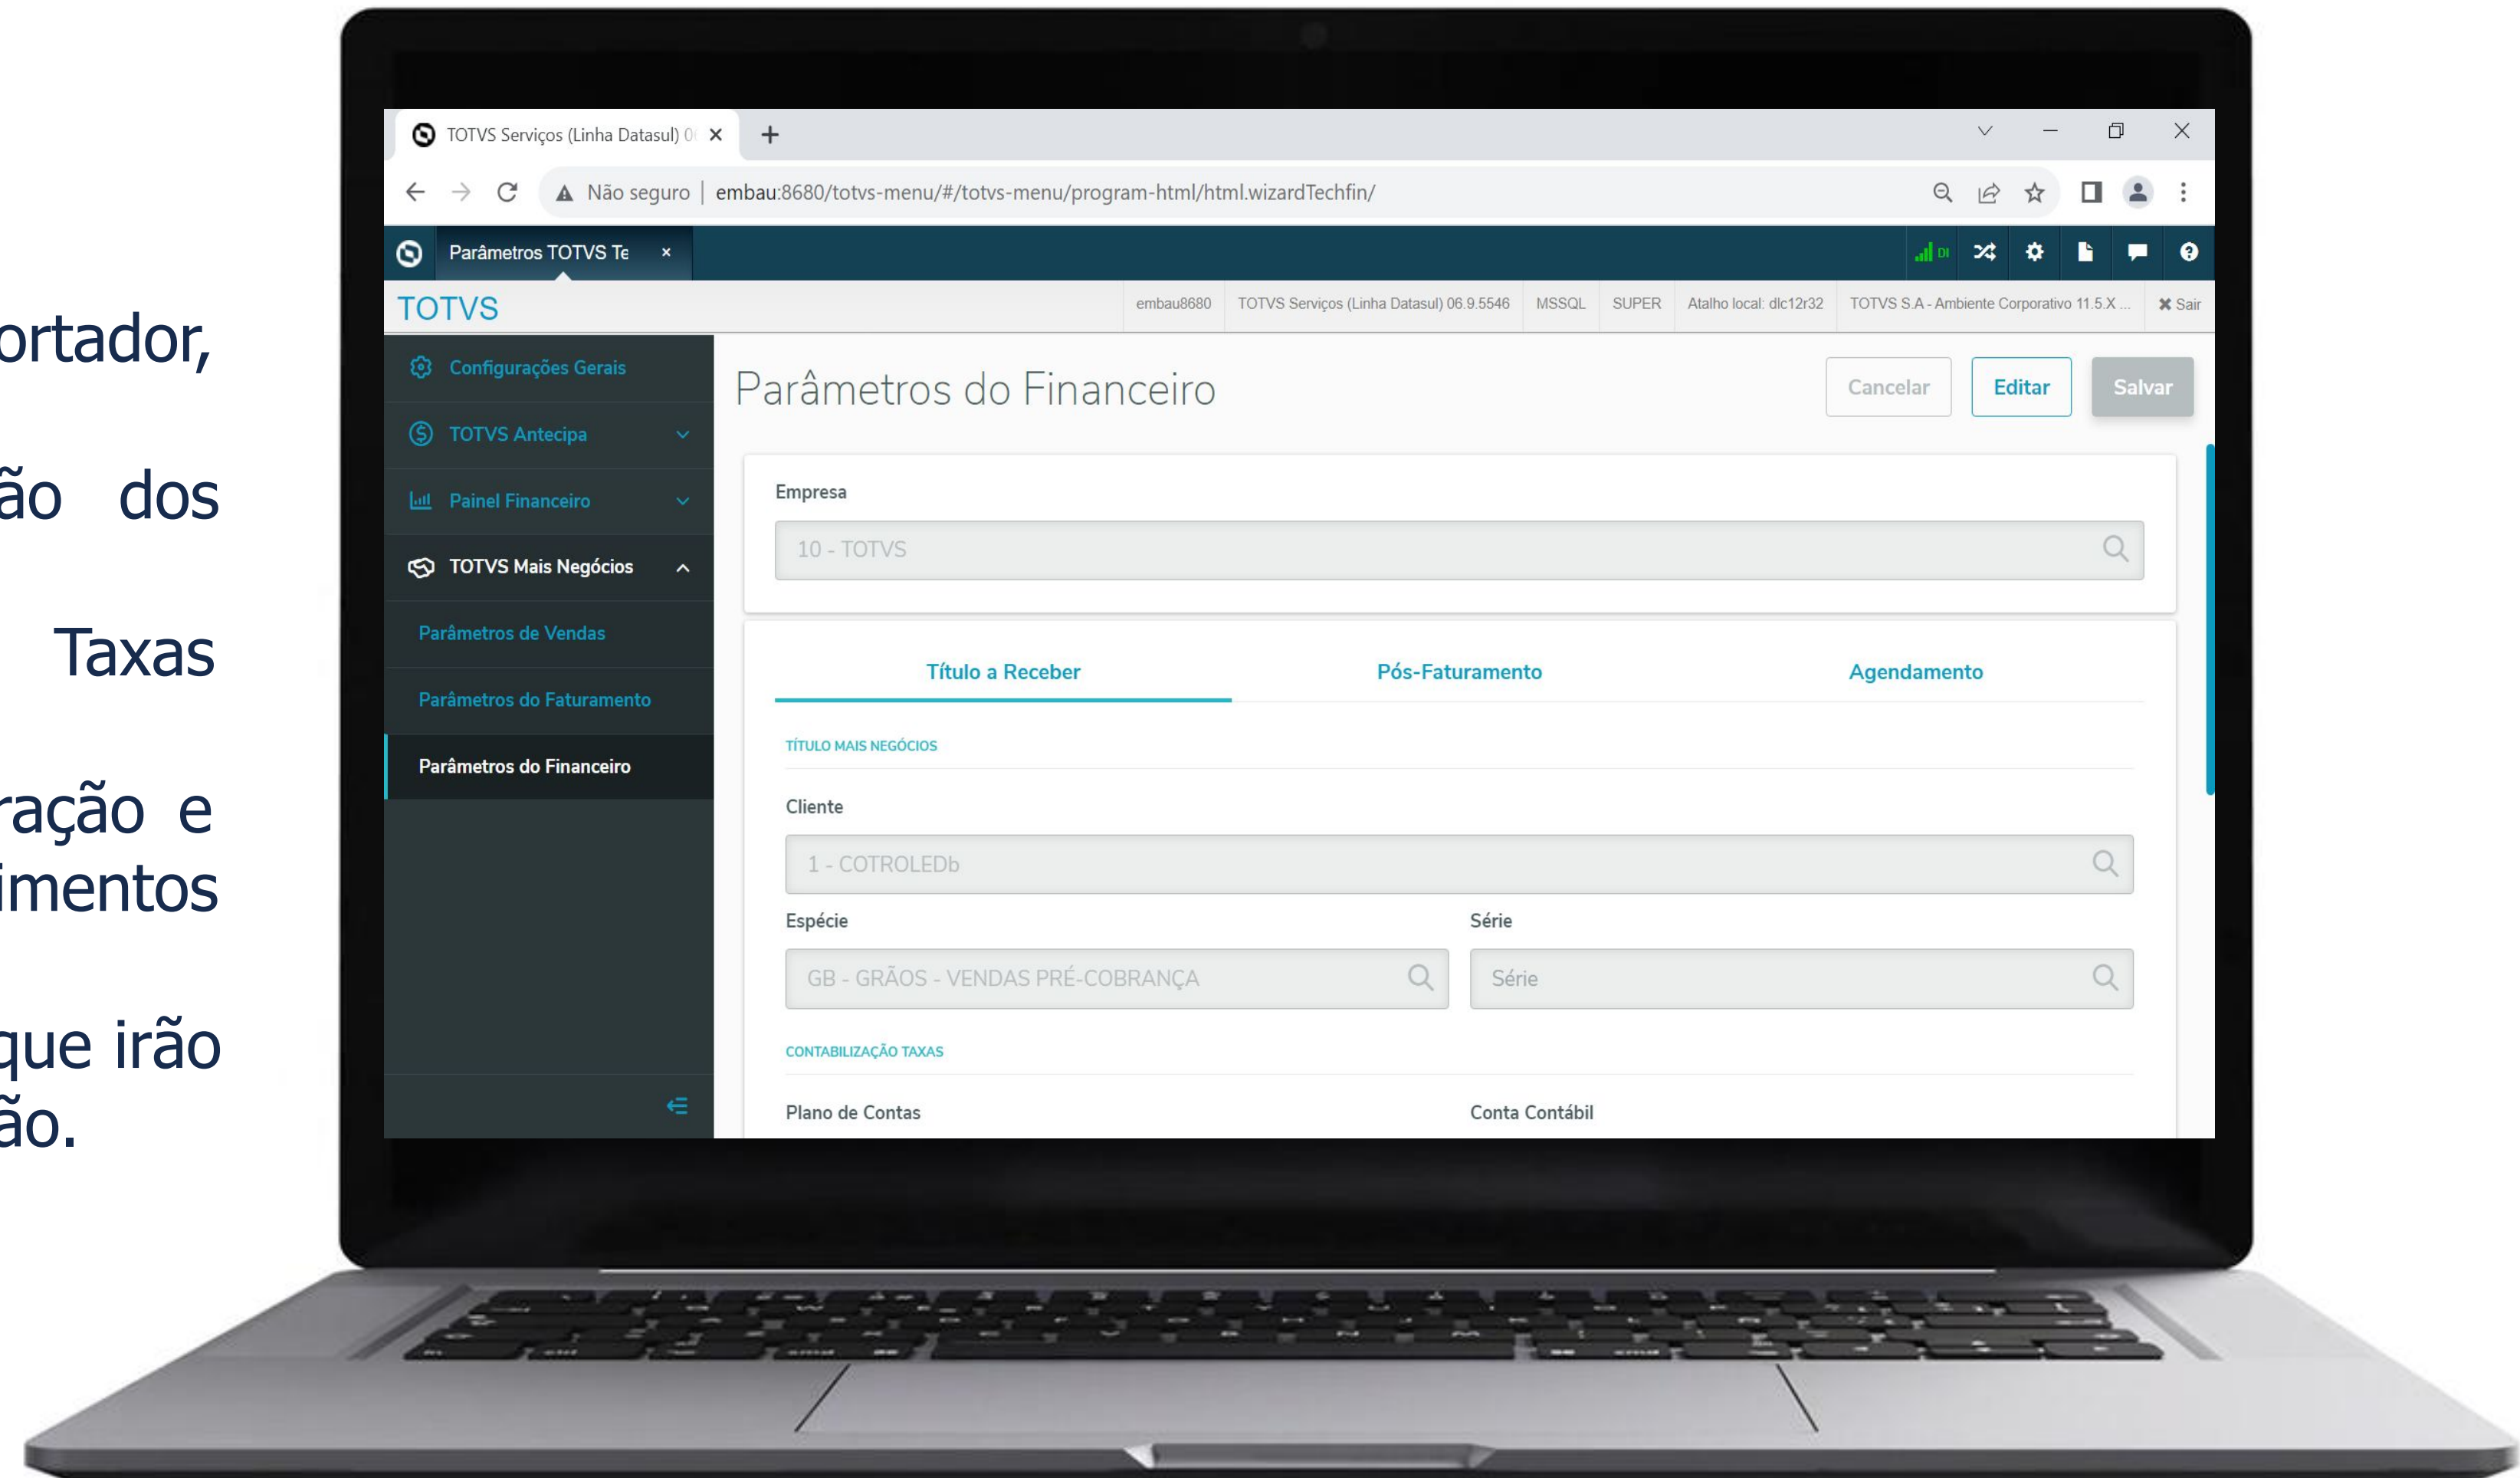 ortador,
ão dos
Taxas
ração e
imentos
que irão
ão.
TOTVS Serviços (Linha Datasul) 0
Não seguro | embau:8680/totvs-menu/#/totvs-menu/program-html/html.wizardTechfin/
Parâmetros TOTVS Te ×
DI
TOTVS
embau8680 TOTVS Serviços (Linha Datasul) 06.9.5546 MSSQL SUPER Atalho local: dlc12r32 TOTVS S.A - Ambiente Corporativo 11.5.X ... Sair
Configurações Gerais
TOTVS Antecipa
Painel Financeiro
TOTVS Mais Negócios
Parâmetros de Vendas
Parâmetros do Faturamento
Parâmetros do Financeiro
Parâmetros do Financeiro
Cancelar Editar Salvar
Empresa
10 - TOTVS
Título a Receber Pós-Faturamento Agendamento
TÍTULO MAIS NEGÓCIOS
Cliente
1 - COTROLEDb
Espécie Série
GB - GRÃOS - VENDAS PRÉ-COBRANÇA Série
CONTABILIZAÇÃO TAXAS
Plano de Contas Conta Contábil